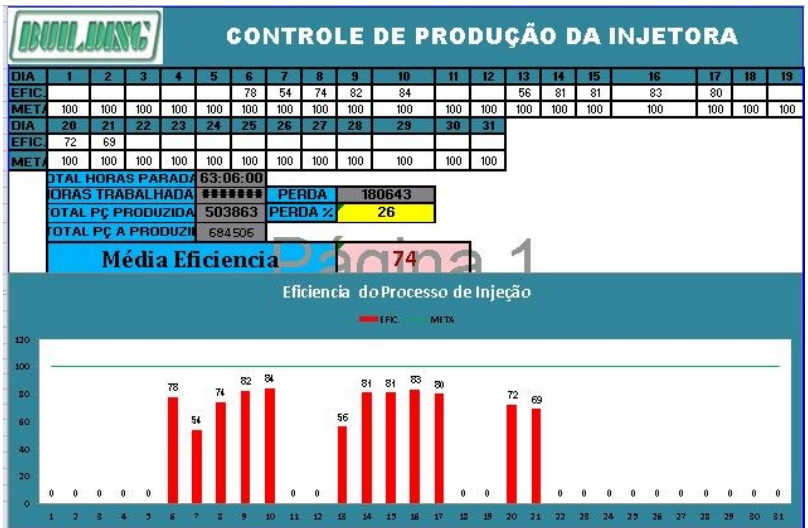 BUILDING
CONTROLE DE PRODUÇÃO DA INJETORA
DIA 1 2 3 4 5 6 7 8 9 10 11 12 13 14 15 16 17 18 19
EFIC. 78 54 74 82 84 56 81 81 83 80
META 100 100 100 100 100 100 100 100 100 100 100 100 100 100 100 100 100 100 100
DIA 20 21 22 23 24 25 26 27 28 29 30 31
EFIC. 72 69
META 100 100 100 100 100 100 100 100 100 100 100 100
OTAL HORAS PARADA 63:06:00
HORAS TRABALHADA ####### PERDA 180643
TOTAL PÇ PRODUZIDA 503863 PERDA % 26
TOTAL PÇ A PRODUZI 684506
Média Eficiencia 74
Página 1
Eficiencia do Processo de Injeção
EFIC. META
120
100
80
60
40
20
0
0 0 0 0 0 78 54 74 82 84 0 0 56 81 81 83 80 0 0 72 69 0 0 0 0 0 0 0 0 0 0
1 2 3 4 5 6 7 8 9 10 11 12 13 14 15 16 17 18 19 20 21 22 23 24 25 26 27 28 29 30 31